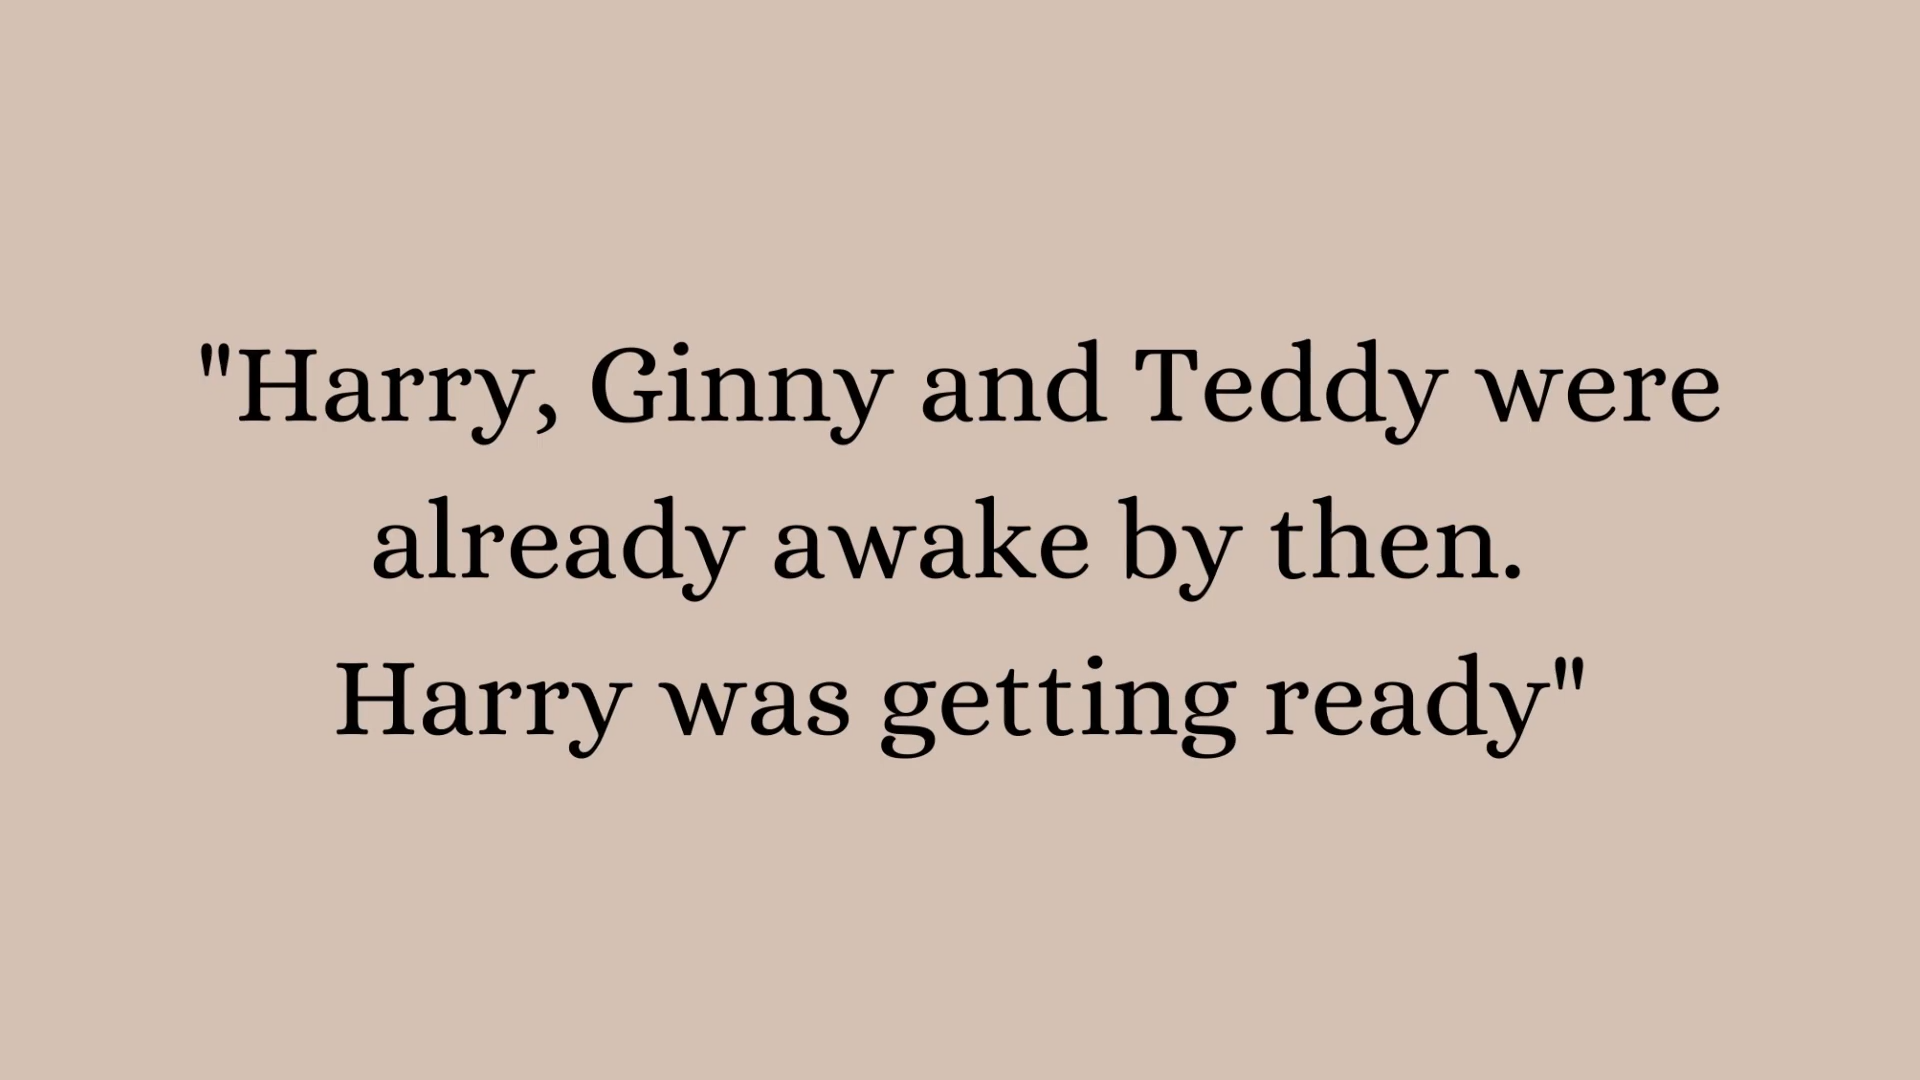 "Harry, Ginny and Teddy were
already awake by then.
Harry was getting ready"